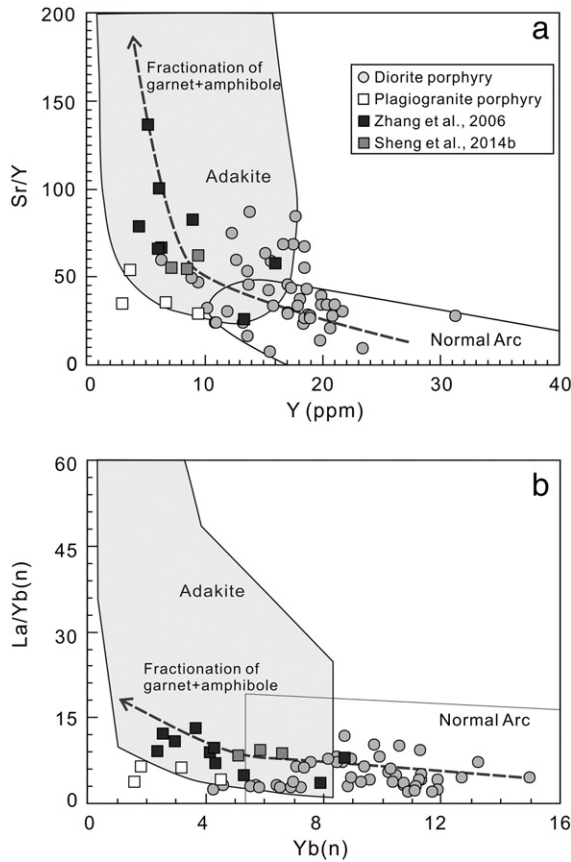 a
200
150
100
50
0
Sr/Y
Fractionation of
garnet+amphibole
Adakite
Diorite porphyry
Plagiogranite porphyry
Zhang et al., 2006
Sheng et al., 2014b
Normal Arc
0 10 20 30 40
Y (ppm)
b
60
45
30
15
0
La/Yb(n)
Adakite
Fractionation of
garnet+amphibole
Normal Arc
0 4 8 12 16
Yb(n)